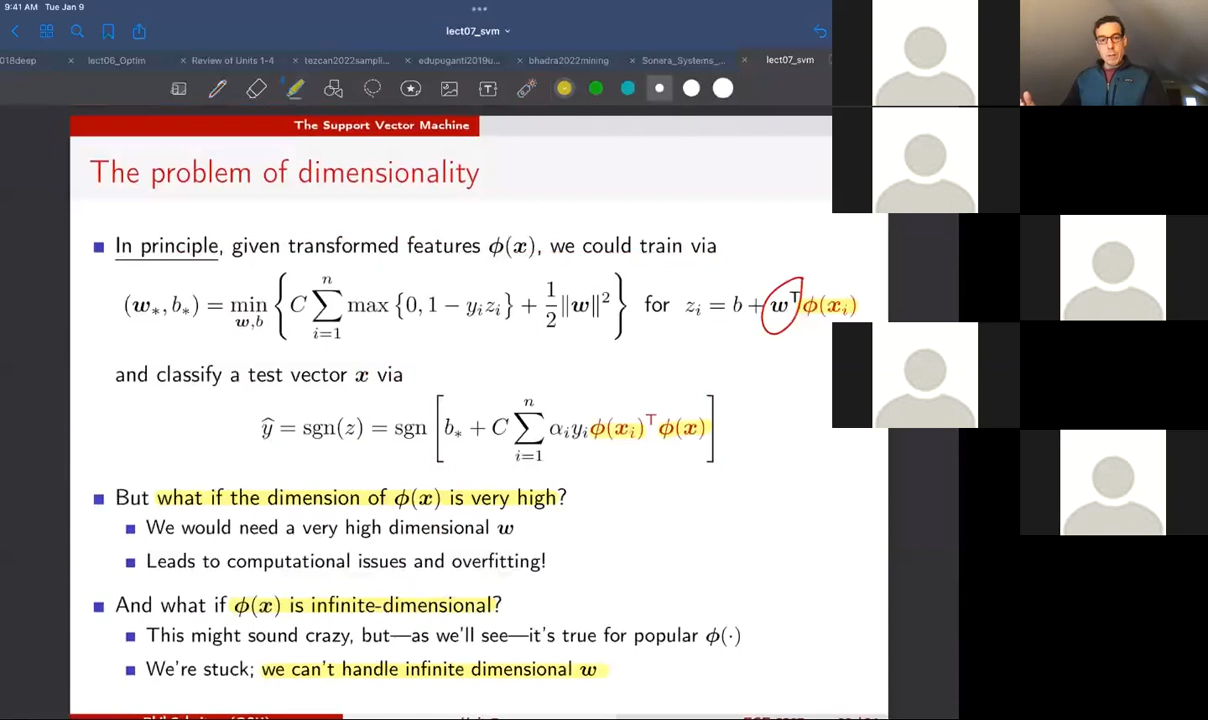 9:41 AM Tue Jan 9
lect07_svm
018deep × lect06_Optim × Review of Units 1-4 × tezcan2022sampli... × edupuganti2019u... × bhadra2022mining × Sonera_Systems_... × lect07_svm
The Support Vector Machine
The problem of dimensionality
In principle, given transformed features ϕ(x), we could train via
(w_*, b_*) = min_{w,b} { C ∑_{i=1}^{n} max {0, 1 − y_i z_i} + 1/2 ‖w‖² } for z_i = b + w^⊤ ϕ(x_i)
and classify a test vector x via
ŷ = sgn(z) = sgn [ b_* + C ∑_{i=1}^{n} α_i y_i ϕ(x_i)^⊤ ϕ(x) ]
But what if the dimension of ϕ(x) is very high?
We would need a very high dimensional w
Leads to computational issues and overfitting!
And what if ϕ(x) is infinite-dimensional?
This might sound crazy, but—as we'll see—it's true for popular ϕ(·)
We're stuck; we can't handle infinite dimensional w